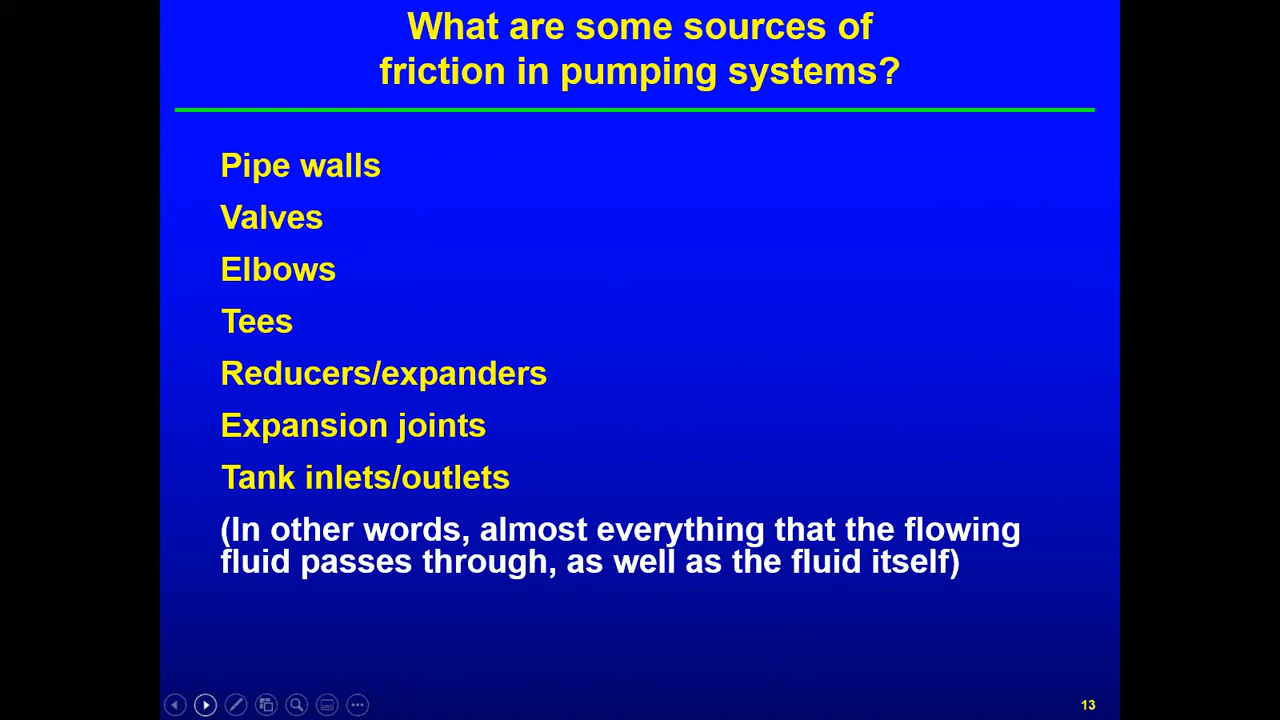 What are some sources of
friction in pumping systems?
Pipe walls
Valves
Elbows
Tees
Reducers/expanders
Expansion joints
Tank inlets/outlets
(In other words, almost everything that the flowing
fluid passes through, as well as the fluid itself)
13